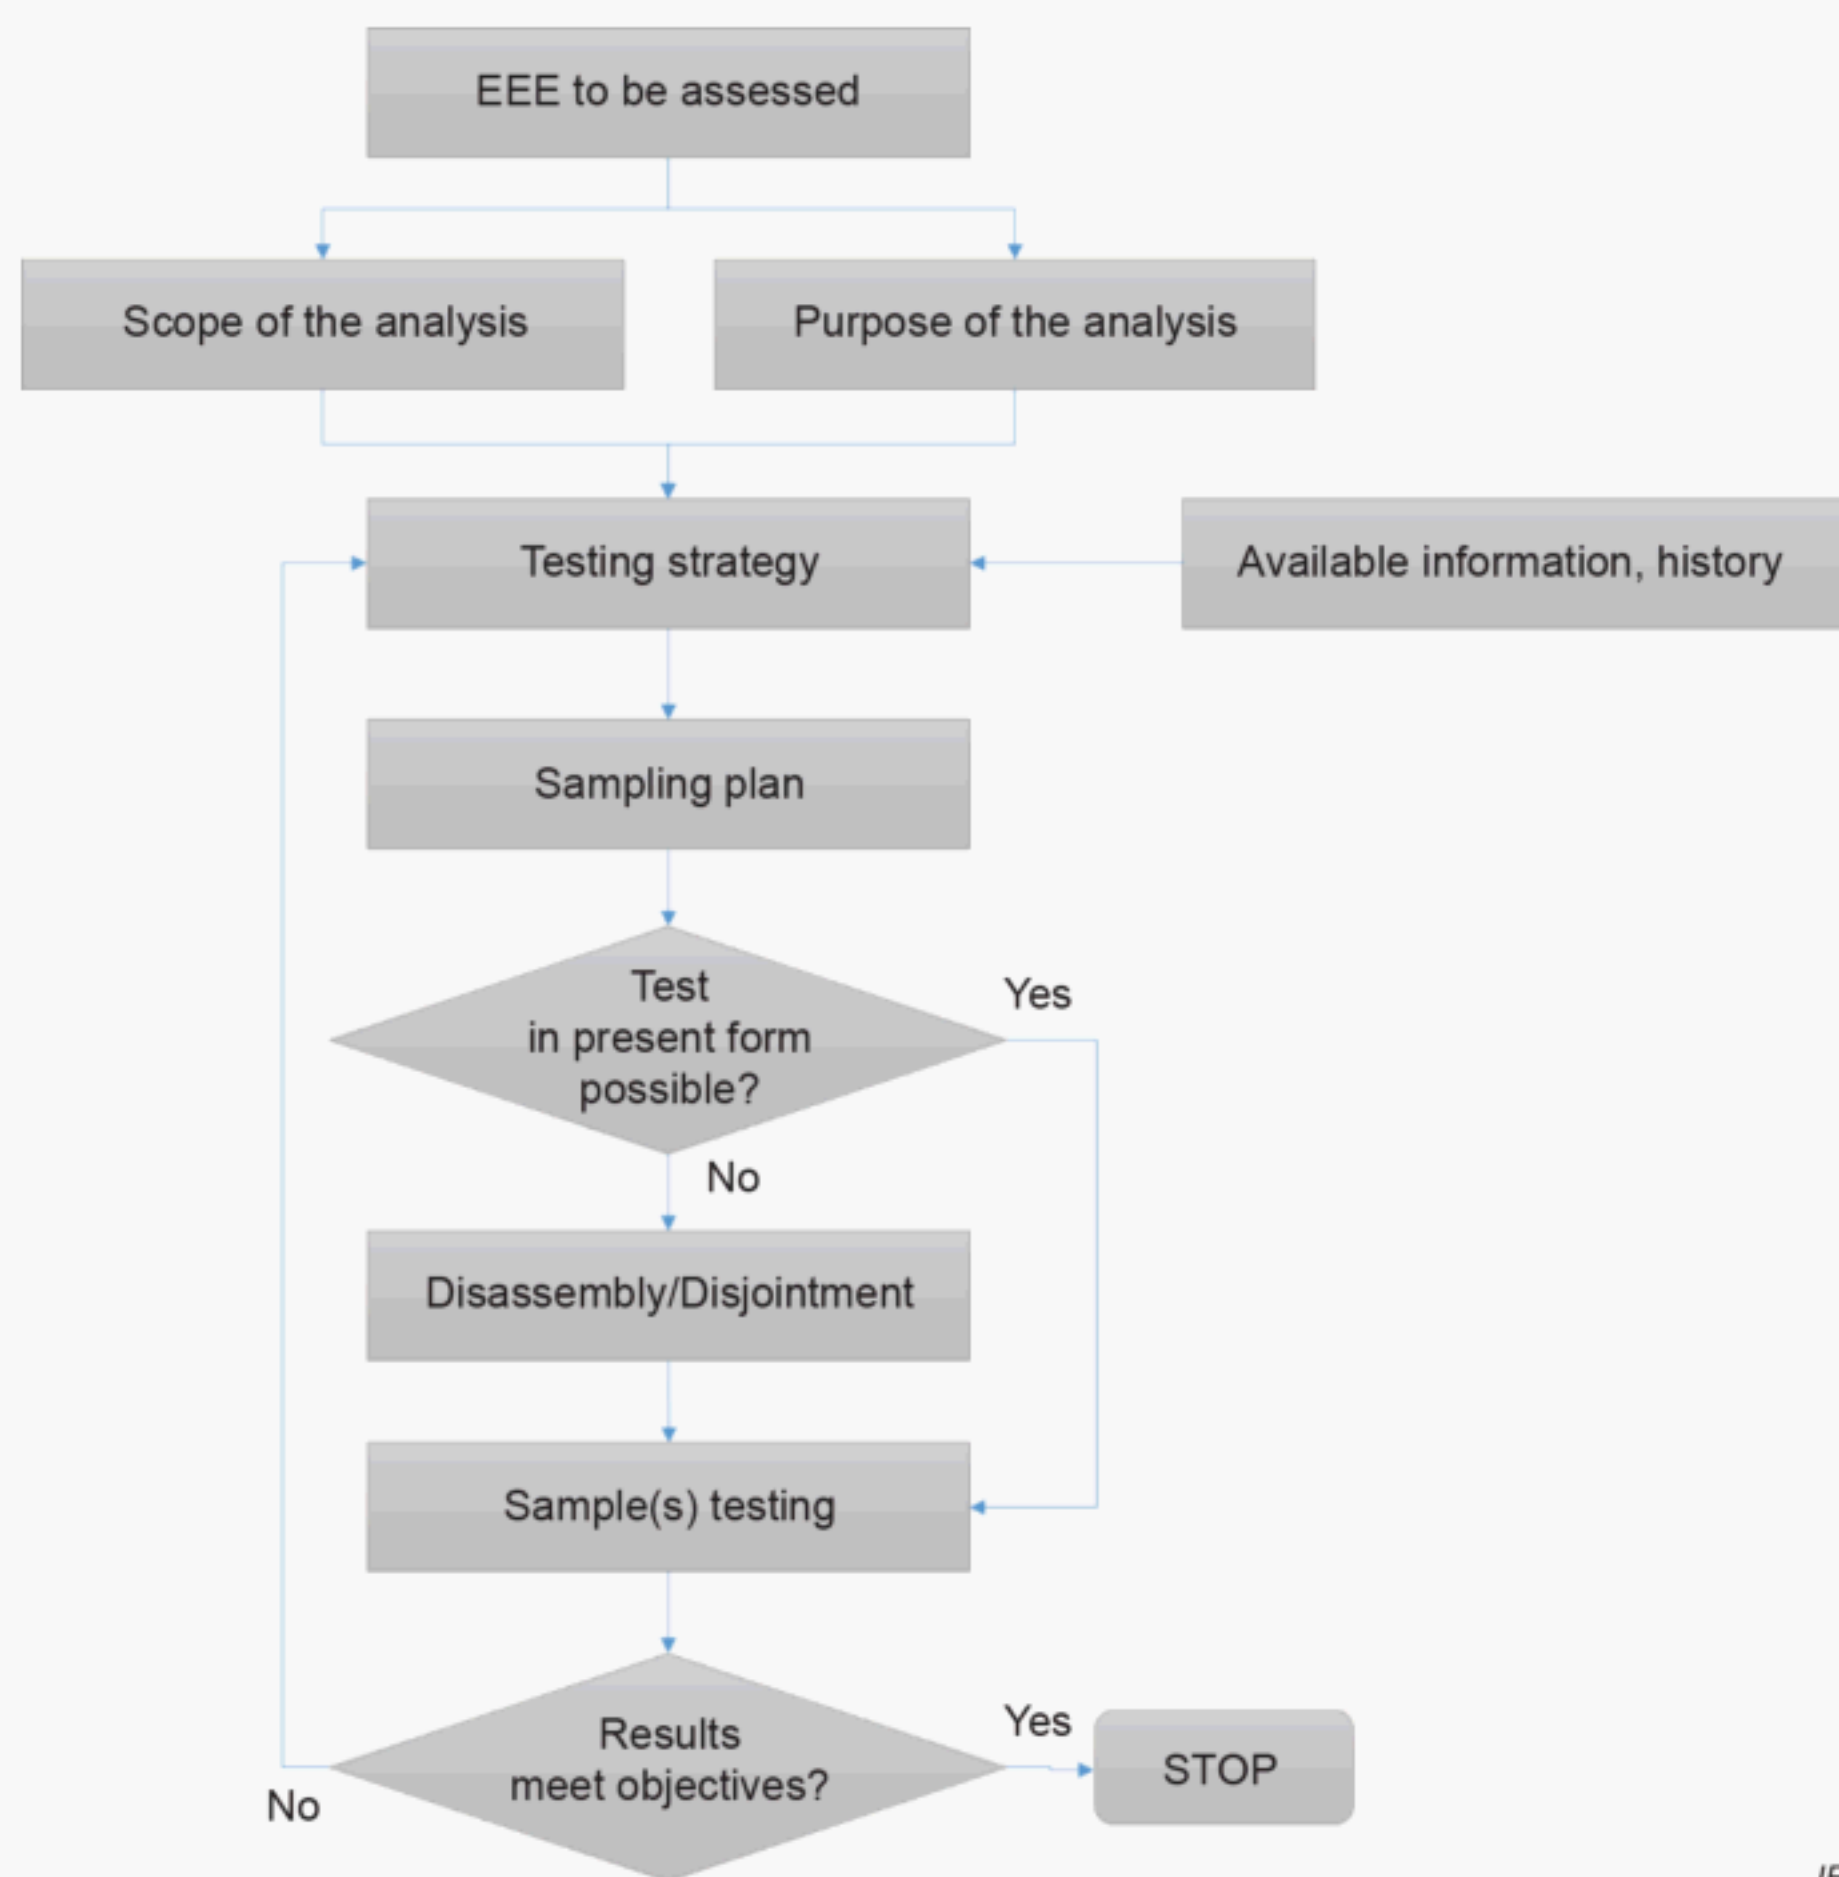 EEE to be assessed
Scope of the analysis
Purpose of the analysis
Testing strategy
Available information, history
Sampling plan
Test
in present form
possible?
Yes
No
Disassembly/Disjointment
Sample(s) testing
Results
meet objectives?
Yes
STOP
No